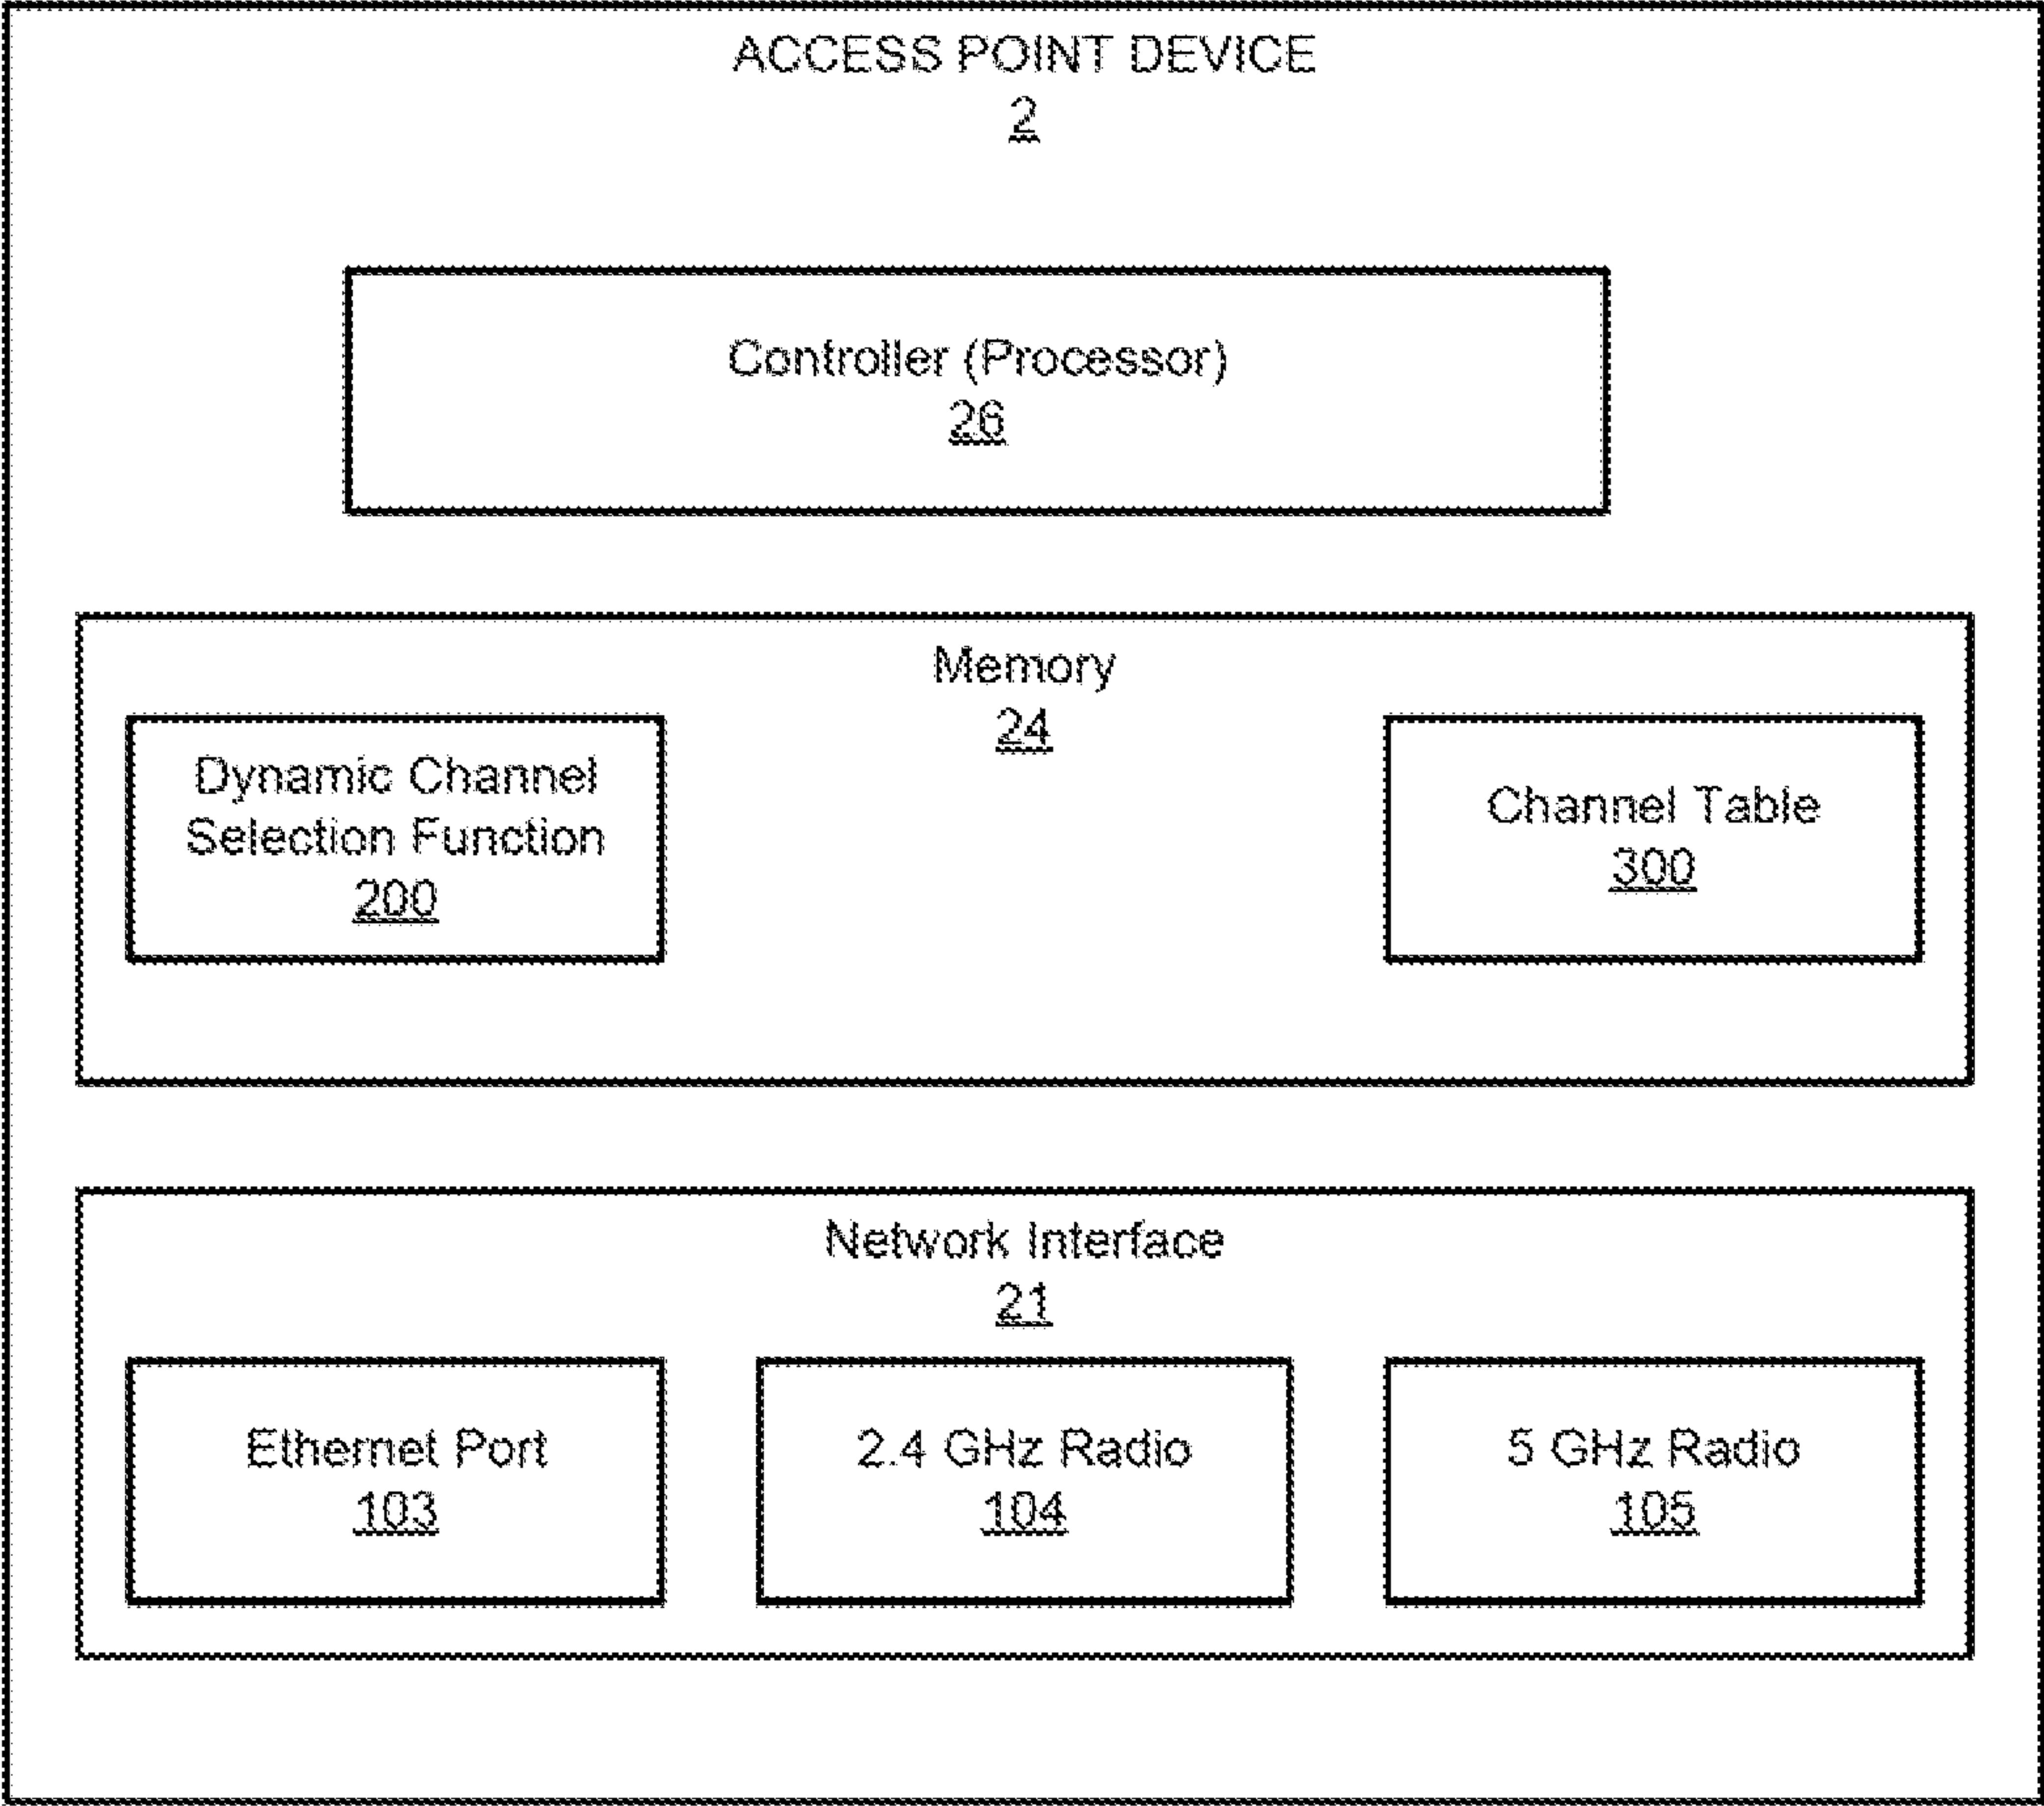 ACCESS POINT DEVICE
2
Controller (Processor)
26
Memory
24
Dynamic Channel
Selection Function
200
Channel Table
300
Network Interface
21
Ethernet Port
103
2.4 GHz Radio
104
5 GHz Radio
105